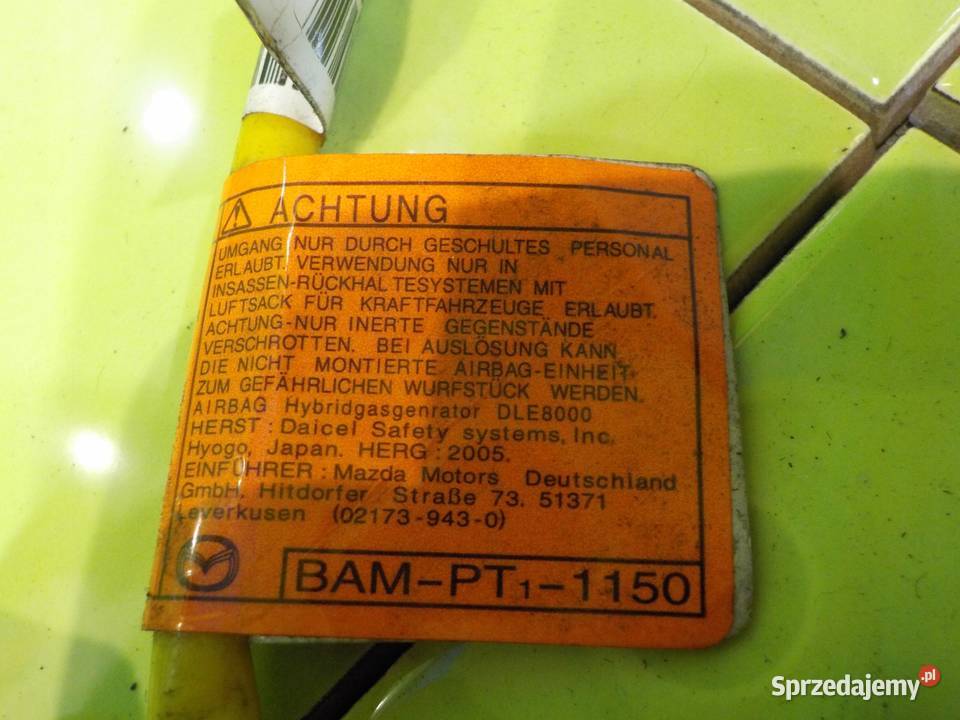 ACHTUNG
UMGANG NUR DURCH GESCHULTES PERSONAL
ERLAUBT. VERWENDUNG NUR IN
INSASSEN-RÜCKHALTESYSTEMEN MIT
LUFTSACK FÜR KRAFTFAHRZEUGE ERLAUBT.
ACHTUNG-NUR INERTE GEGENSTÄNDE
VERSCHROTTEN. BEI AUSLÖSUNG KANN
DIE NICHT MONTIERTE AIRBAG-EINHEIT
ZUM GEFÄHRLICHEN WURFSTÜCK WERDEN.
AIRBAG Hybridgasgenrator DLE8000
HERST: Daicel Safety systems, Inc.
Hyogo, Japan. HERG: 2005.
EINFÜHRER: Mazda Motors Deutschland
GmbH. Hitdorfer Straße 73. 51371
Leverkusen (02173-943-0)
BAM-PT1-1150
Sprzedajemy.pl